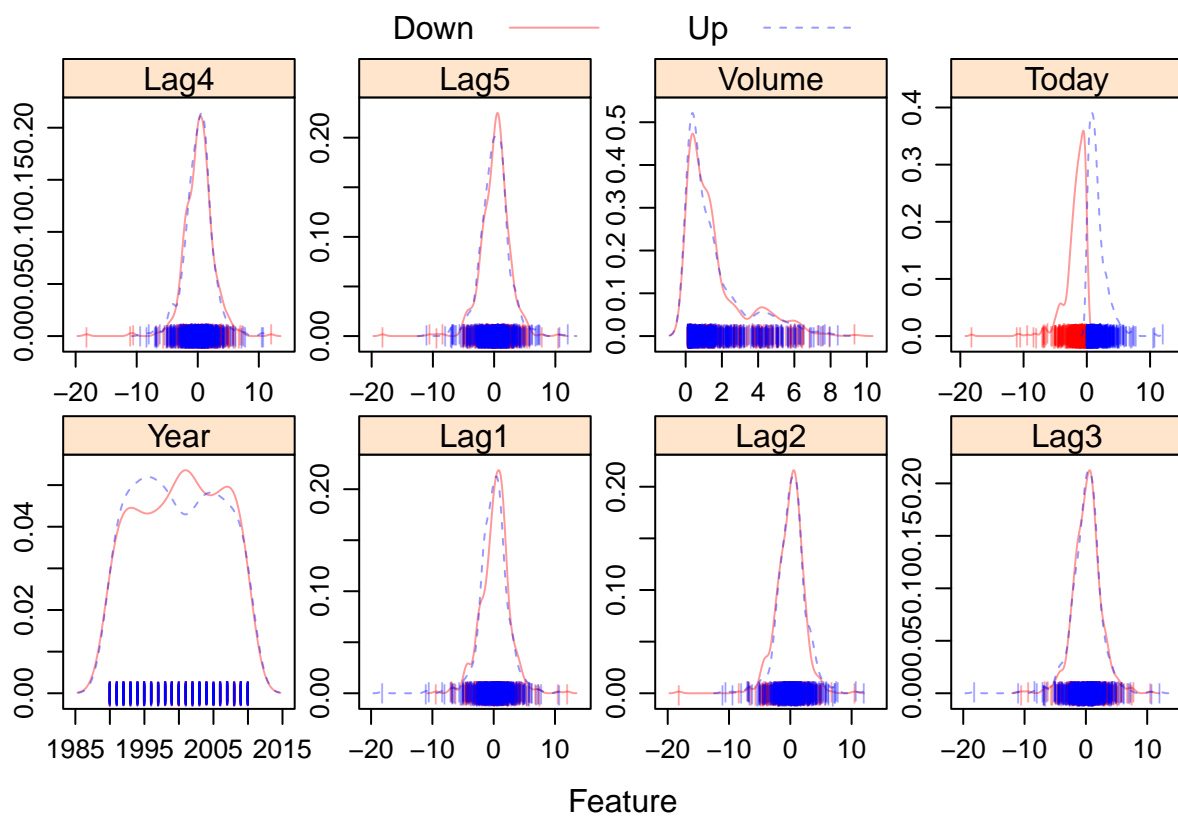 Down Up
Lag4 Lag5 Volume Today
0.00 0.05 0.10 0.15 0.20
0.00 0.10 0.20
0.0 0.1 0.2 0.3 0.4 0.5
0.0 0.1 0.2 0.3 0.4
−20 −10 0 10 −20 −10 0 10 0 2 4 6 8 10 −20 −10 0 10
Year Lag1 Lag2 Lag3
0.00 0.02 0.04
0.00 0.10 0.20
0.00 0.10 0.20
0.00 0.05 0.10 0.15 0.20
1985 1995 2005 2015 −20 −10 0 10 −20 −10 0 10 −20 −10 0 10
Feature